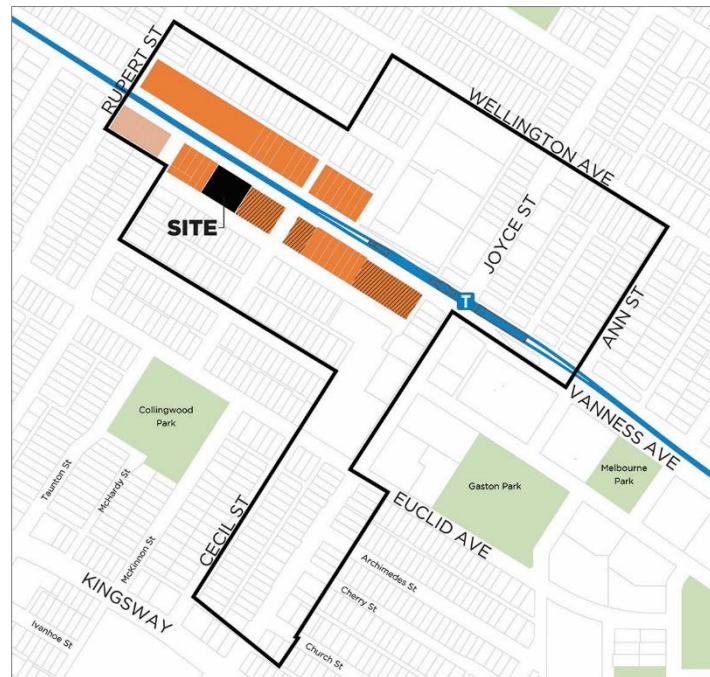 RUPERT ST
WELLINGTON AVE
SITE
JOYCE ST
T
ANN ST
VANNESS AVE
Collingwood
Park
Melbourne
Park
Gaston Park
Taunton St
McHardy St
EUCLID AVE
CECIL ST
McKinnon St
Archimedes St
KINGSWAY
Cherry St
Ivanhoe St
Church St